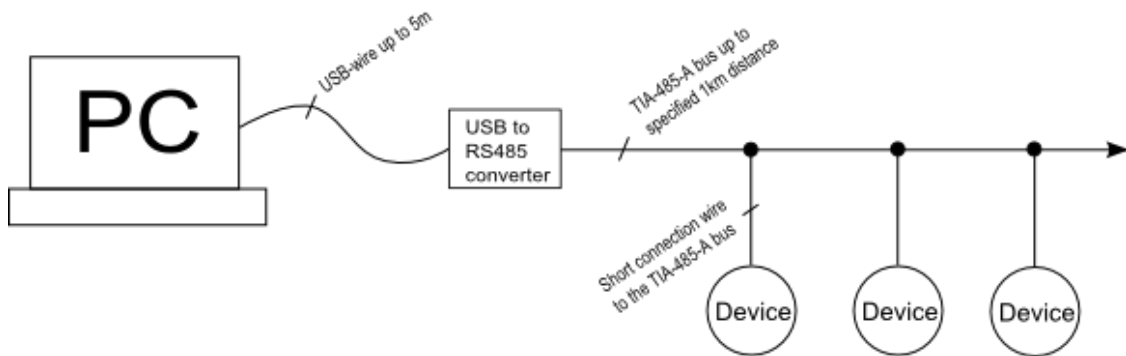 PC
USB-wire up to 5m
USB to
RS485
converter
TIA-485-A bus up to
specified 1km distance
Short connection wire
to the TIA-485-A bus
Device
Device
Device